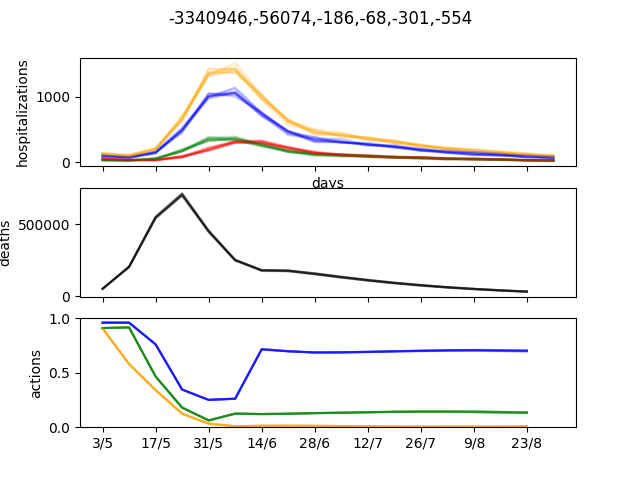 -3340946,-56074,-186,-68,-301,-554
hospitalizations
1000
0
days
deaths
500000
0
actions
1.0
0.5
0.0
3/5 17/5 31/5 14/6 28/6 12/7 26/7 9/8 23/8